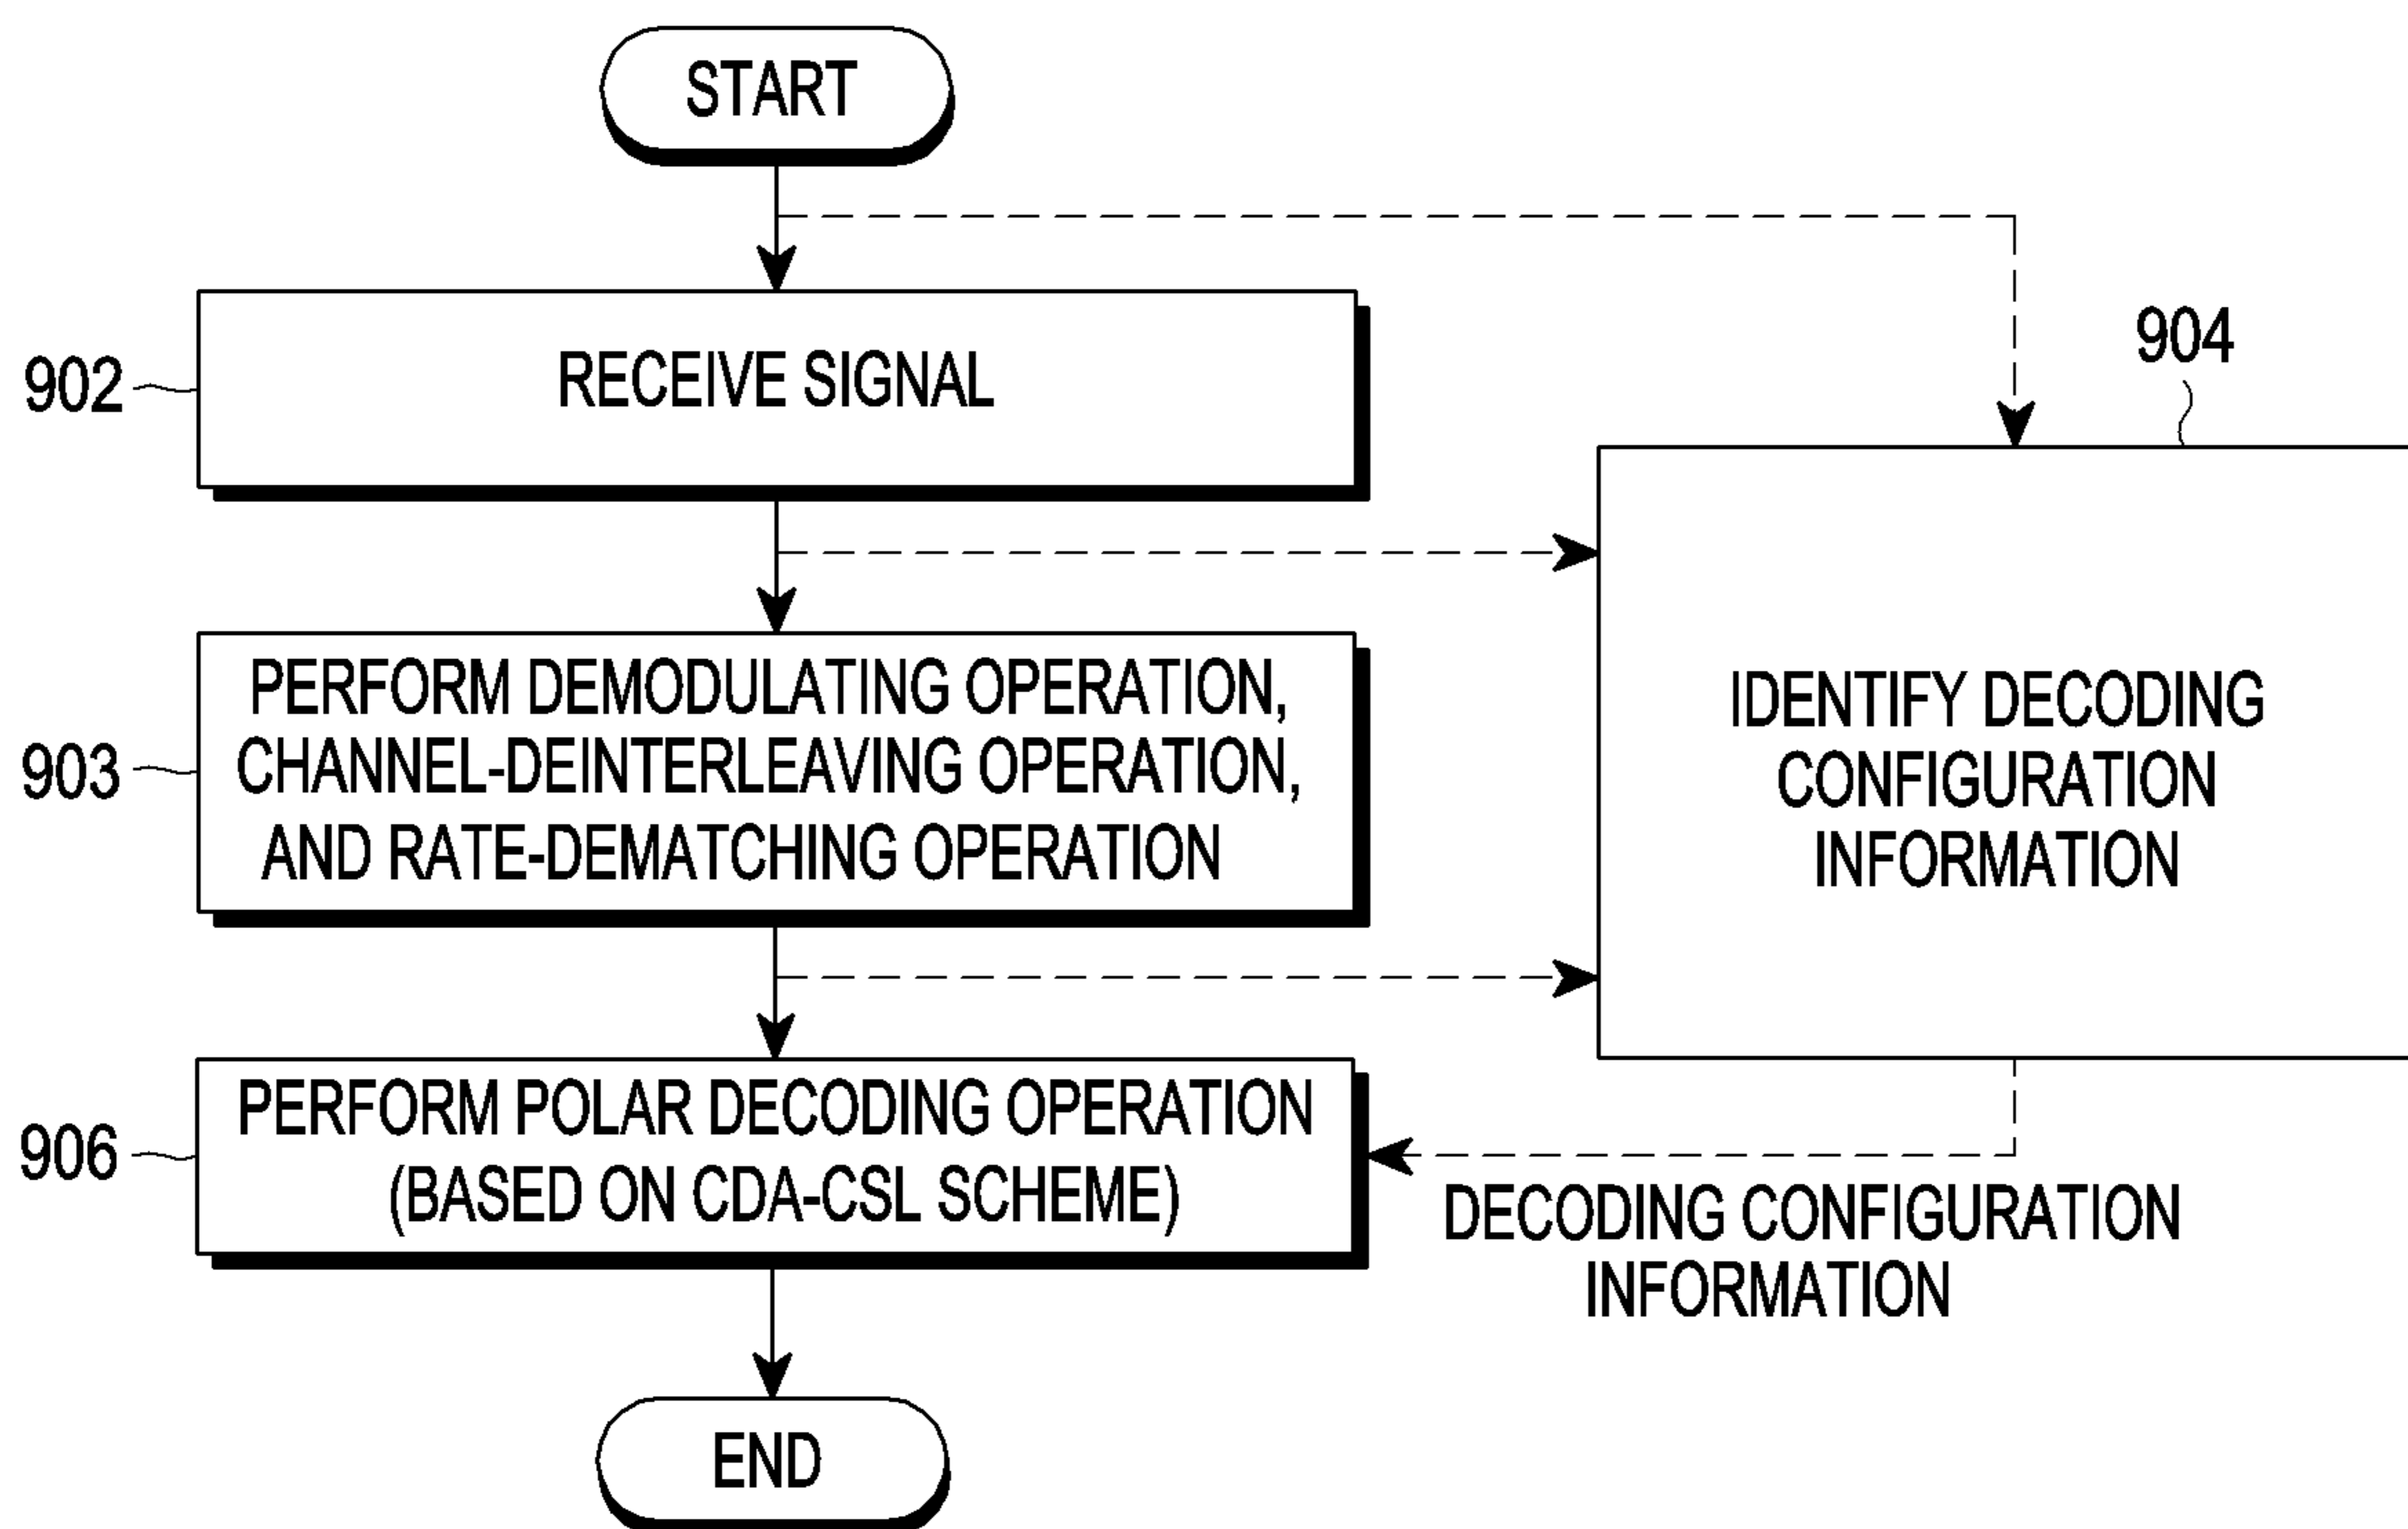 START
902
RECEIVE SIGNAL
904
903
PERFORM DEMODULATING OPERATION,
CHANNEL-DEINTERLEAVING OPERATION,
AND RATE-DEMATCHING OPERATION
IDENTIFY DECODING
CONFIGURATION
INFORMATION
906
PERFORM POLAR DECODING OPERATION
(BASED ON CDA-CSL SCHEME)
DECODING CONFIGURATION
INFORMATION
END